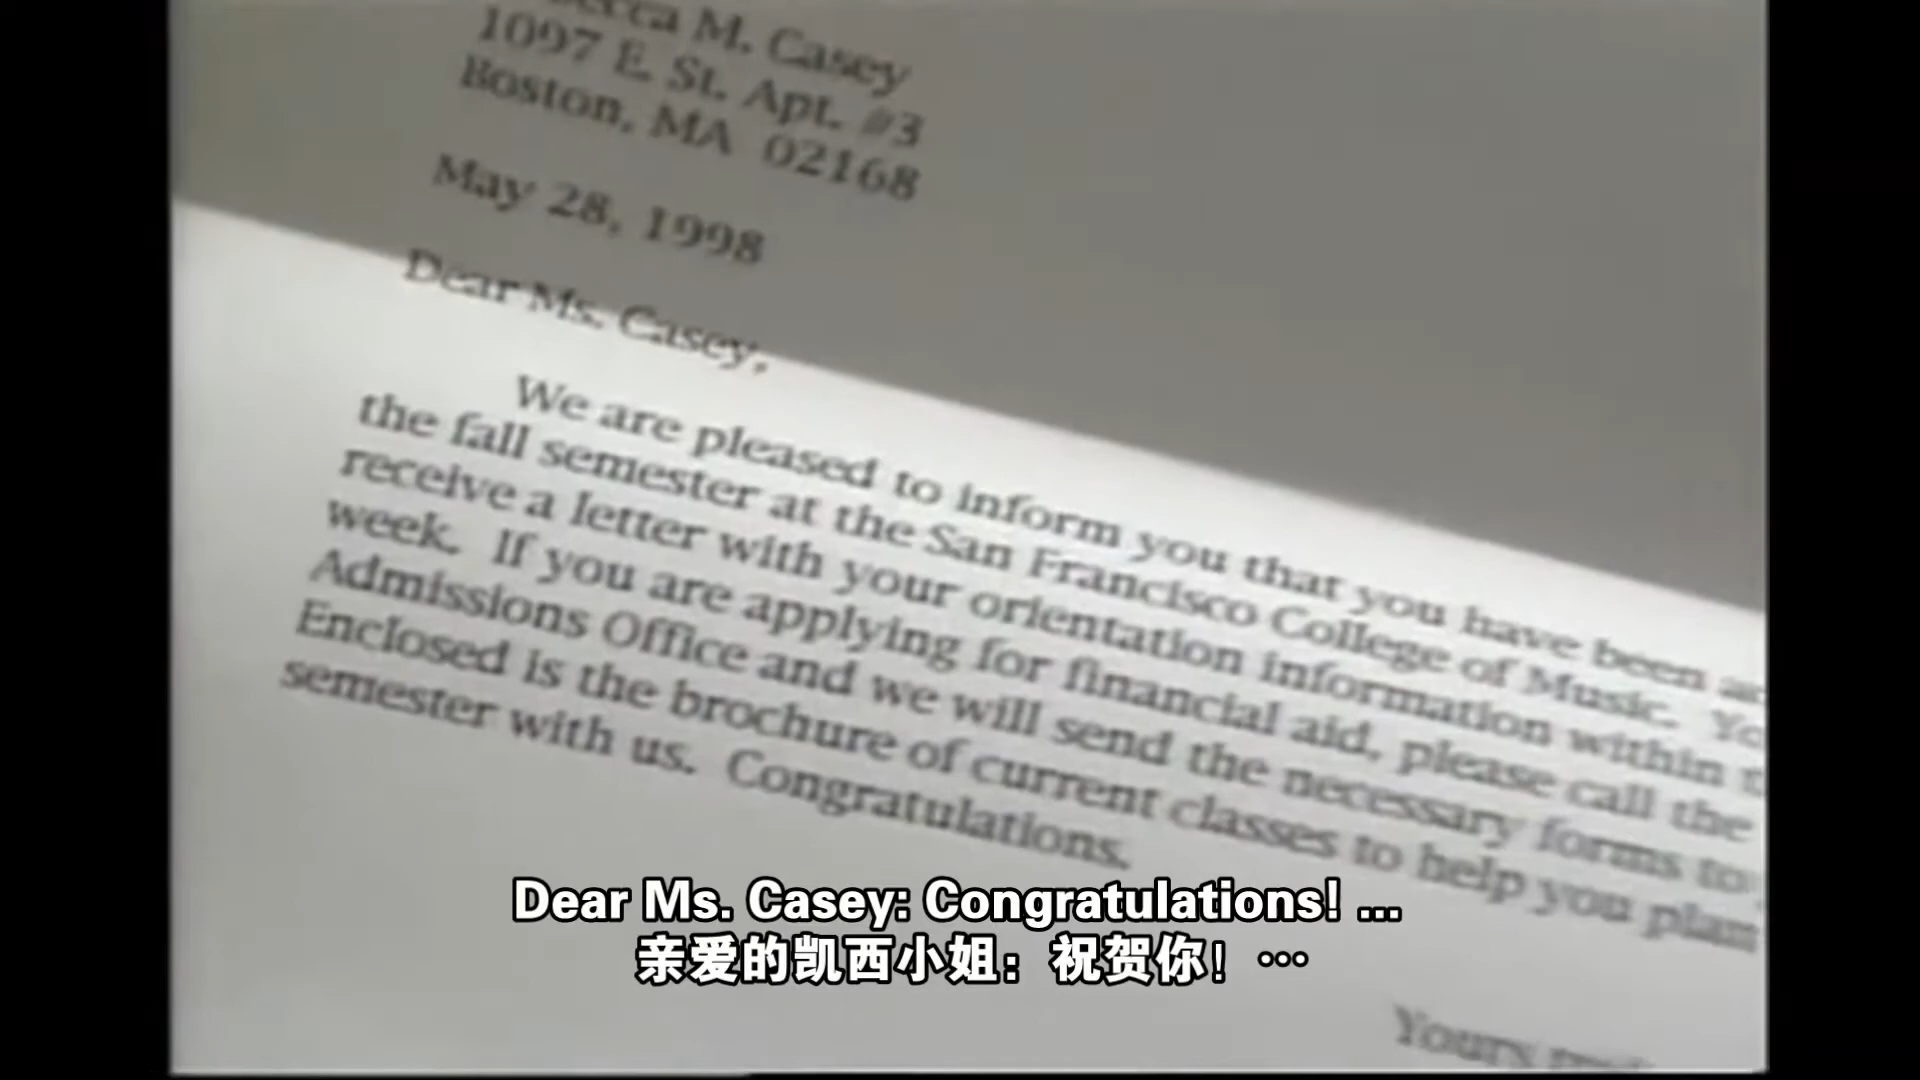 M. Casey
1097 E. St. Apt. #3
Boston, MA 02168
May 28, 1998
Dear Ms. Casey,
We are pleased to inform you that you have been
the fall semester at the San Francisco College of Music.
receive a letter with your orientation information within
week. If you are applying for financial aid, please call the
Admissions Office and we will send the necessary forms to
Enclosed is the brochure of current classes to help you plan
semester with us. Congratulations.
Dear Ms. Casey: Congratulations! ...
亲爱的凯西小姐：祝贺你！…
Yours